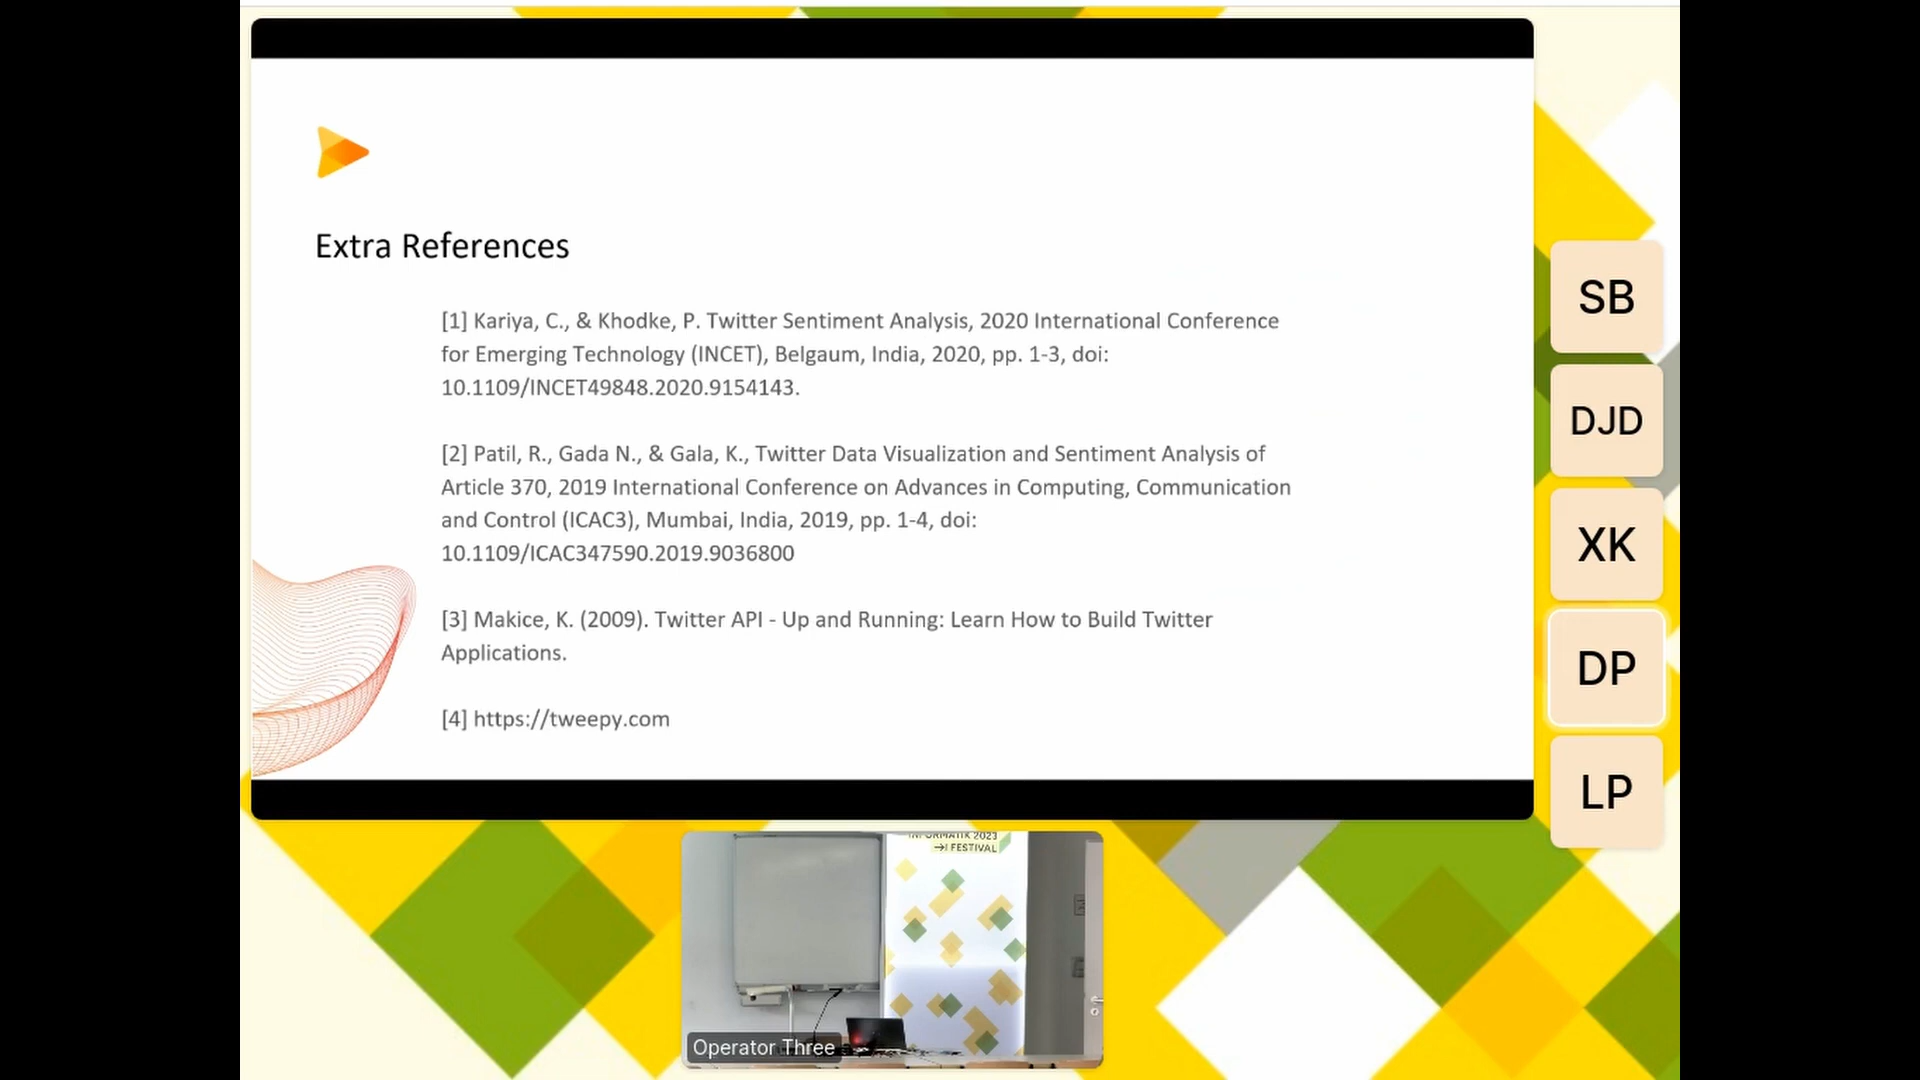 Extra References
[1] Kariya, C., & Khodke, P. Twitter Sentiment Analysis, 2020 International Conference
for Emerging Technology (INCET), Belgaum, India, 2020, pp. 1-3, doi:
10.1109/INCET49848.2020.9154143.
[2] Patil, R., Gada N., & Gala, K., Twitter Data Visualization and Sentiment Analysis of
Article 370, 2019 International Conference on Advances in Computing, Communication
and Control (ICAC3), Mumbai, India, 2019, pp. 1-4, doi:
10.1109/ICAC347590.2019.9036800
[3] Makice, K. (2009). Twitter API - Up and Running: Learn How to Build Twitter
Applications.
[4] https://tweepy.com
SB
DJD
XK
DP
LP
INFORMATIK 2023
FESTIVAL
Operator Three